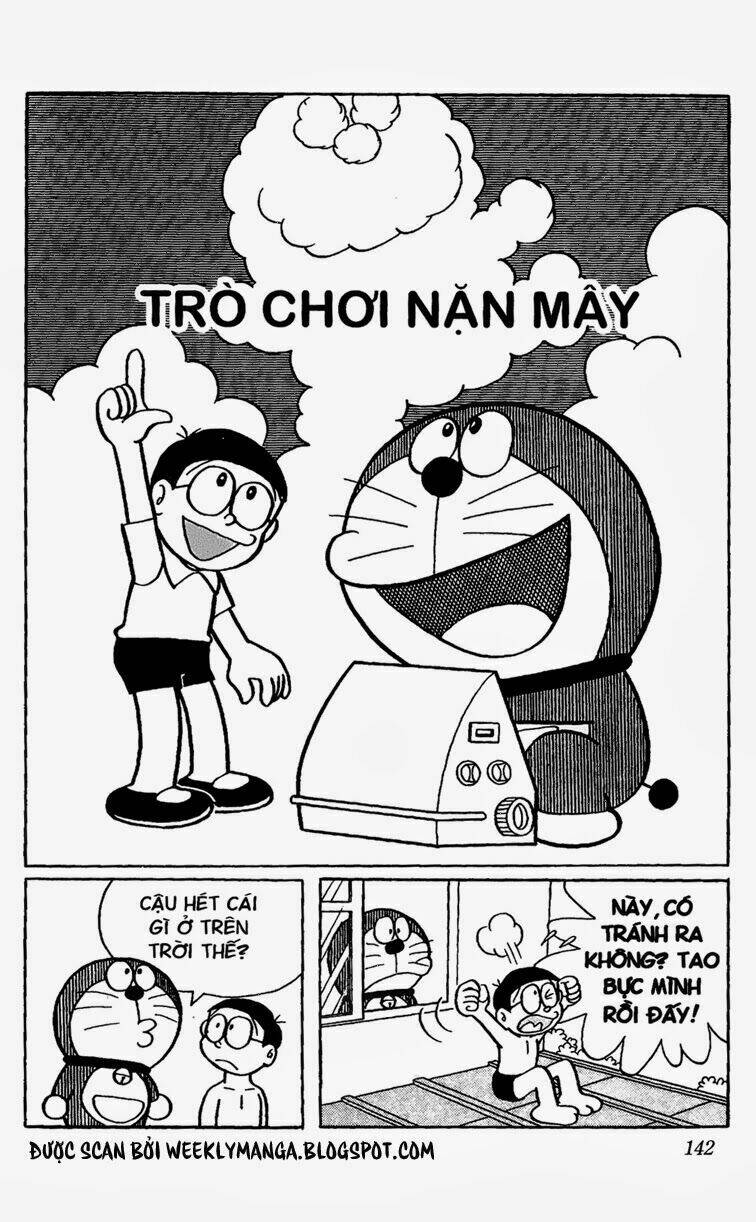 TRÒ CHƠI NẶN MÂY
NÀY, CÓ
TRÁNH RA
KHÔNG? TAO
BỰC MÌNH
RỒI ĐẤY!
CẬU HÉT CÁI
GÌ Ở TRÊN
TRỜI THẾ?
ĐƯỢC SCAN BỞI WEEKLYMANGA.BLOGSPOT.COM
142